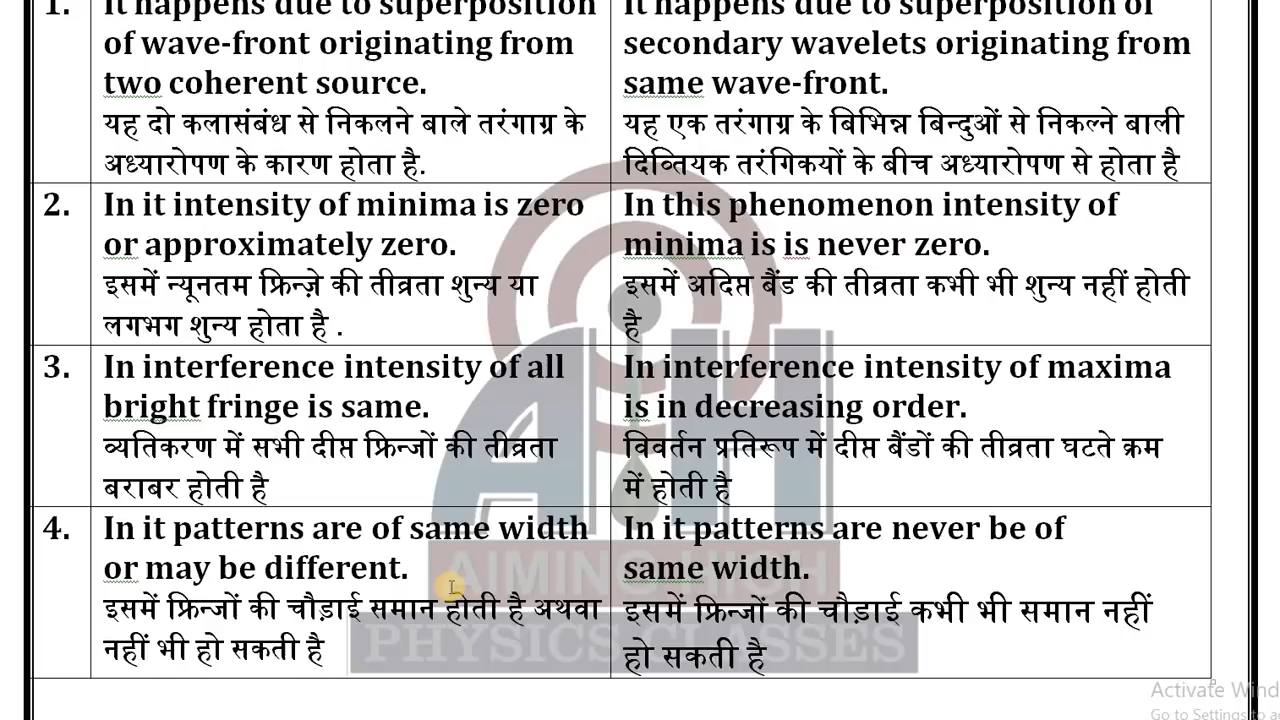 1. It happens due to superposition
of wave-front originating from
two coherent source.
यह दो कलासंबंध से निकलने बाले तरंगाग्र के
अध्यारोपण के कारण होता है.
It happens due to superposition of
secondary wavelets originating from
same wave-front.
यह एक तरंगाग्र के बिभिन्न बिन्दुओं से निकल्ने बाली
दिव्तियक तरंगिकयों के बीच अध्यारोपण से होता है
2. In it intensity of minima is zero
or approximately zero.
इसमें न्यूनतम फ्रिन्ज़े की तीव्रता शुन्य या
लगभग शुन्य होता है .
In this phenomenon intensity of
minima is is never zero.
इसमें अदिप्त बैंड की तीव्रता कभी भी शुन्य नहीं होती
है
3. In interference intensity of all
bright fringe is same.
व्यतिकरण में सभी दीप्त फ्रिन्जों की तीव्रता
बराबर होती है
In interference intensity of maxima
is in decreasing order.
विवर्तन प्रतिरूप में दीप्त बैंडों की तीव्रता घटते क्रम
में होती है
4. In it patterns are of same width
or may be different.
इसमें फ्रिन्जों की चौड़ाई समान होती है अथवा
नहीं भी हो सकती है
In it patterns are never be of
same width.
इसमें फ्रिन्जों की चौड़ाई कभी भी समान नहीं
हो सकती है
AH
AIMING HIGH
PHYSICS CLASSES
Activate Wind
Go to Settings to a